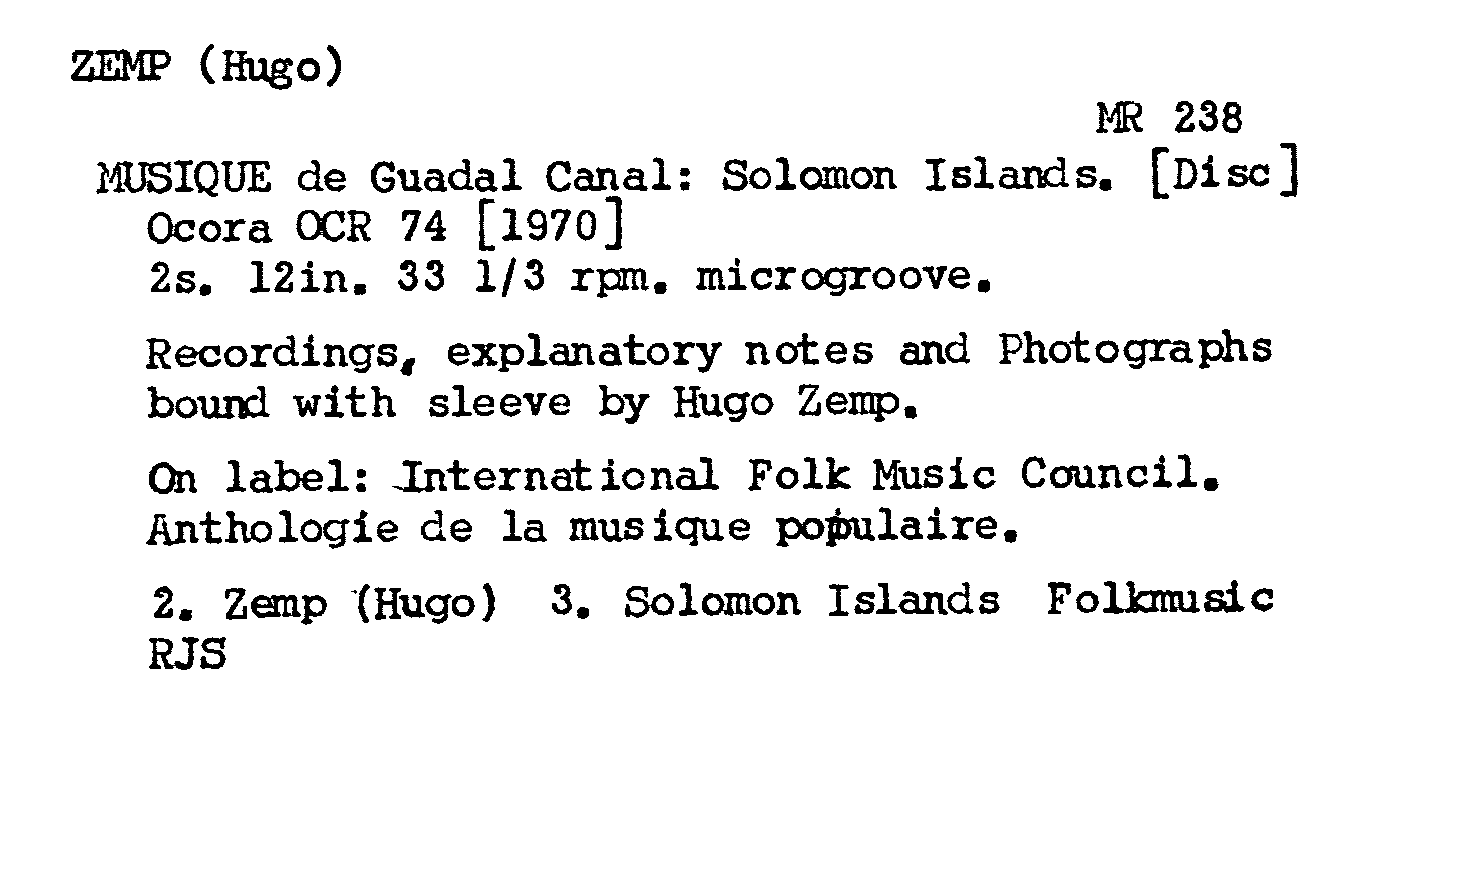 ZEMP (Hugo)
MR 238
MUSIQUE de Guadal Canal: Solomon Islands. [Disc]
Ocora OCR 74 [1970]
2s. 12in. 33 1/3 rpm. microgroove.
Recordings, explanatory notes and Photographs
bound with sleeve by Hugo Zemp.
On label: International Folk Music Council.
Anthologie de la musique populaire.
2. Zemp (Hugo) 3. Solomon Islands Folkmusic
RJS